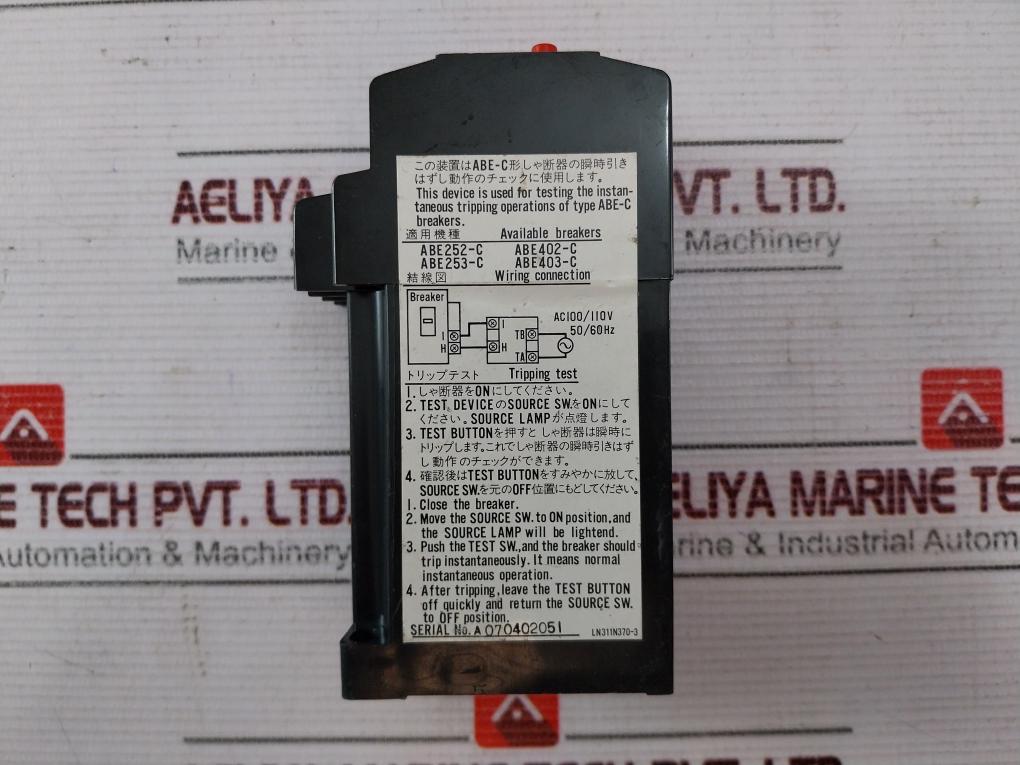 AELIYA
PVT. LTD.
Marine
Machinery
この装置はABE-C形しゃ断器の瞬時引き
はずし動作のチェックに使用します。
This device is used for testing the instan-
taneous tripping operations of type ABE-C
breakers.
適用機種 Available breakers
ABE252-C ABE402-C
ABE253-C ABE403-C
結線図 Wiring connection
Breaker
I
H
I
H
TB
TA
AC100/110V
50/60Hz
トリップテスト Tripping test
1. しゃ断器をONにしてください。
2. TEST DEVICEのSOURCE SW.をONにして
ください。SOURCE LAMPが点燈します。
3. TEST BUTTONを押すと しゃ断器は瞬時に
トリップします。これでしゃ断器の瞬時引きはず
し動作のチェックができます。
4. 確認後はTEST BUTTONをすみやかに放して、
SOURCE SW.を元のOFF位置にもどしてください。
1. Close the breaker.
2. Move the SOURCE SW. to ON position, and
the SOURCE LAMP will be lightend.
3. Push the TEST SW., and the breaker should
trip instantaneously. It means normal
instantaneous operation.
4. After tripping, leave the TEST BUTTON
off quickly and return the SOURCE SW.
to OFF position.
SERIAL No. A 070402051 LN311N370-3
E TECH PVT. LTD.
Automation & Machinery
AELIYA MARINE TE
rine & Industrial Autom